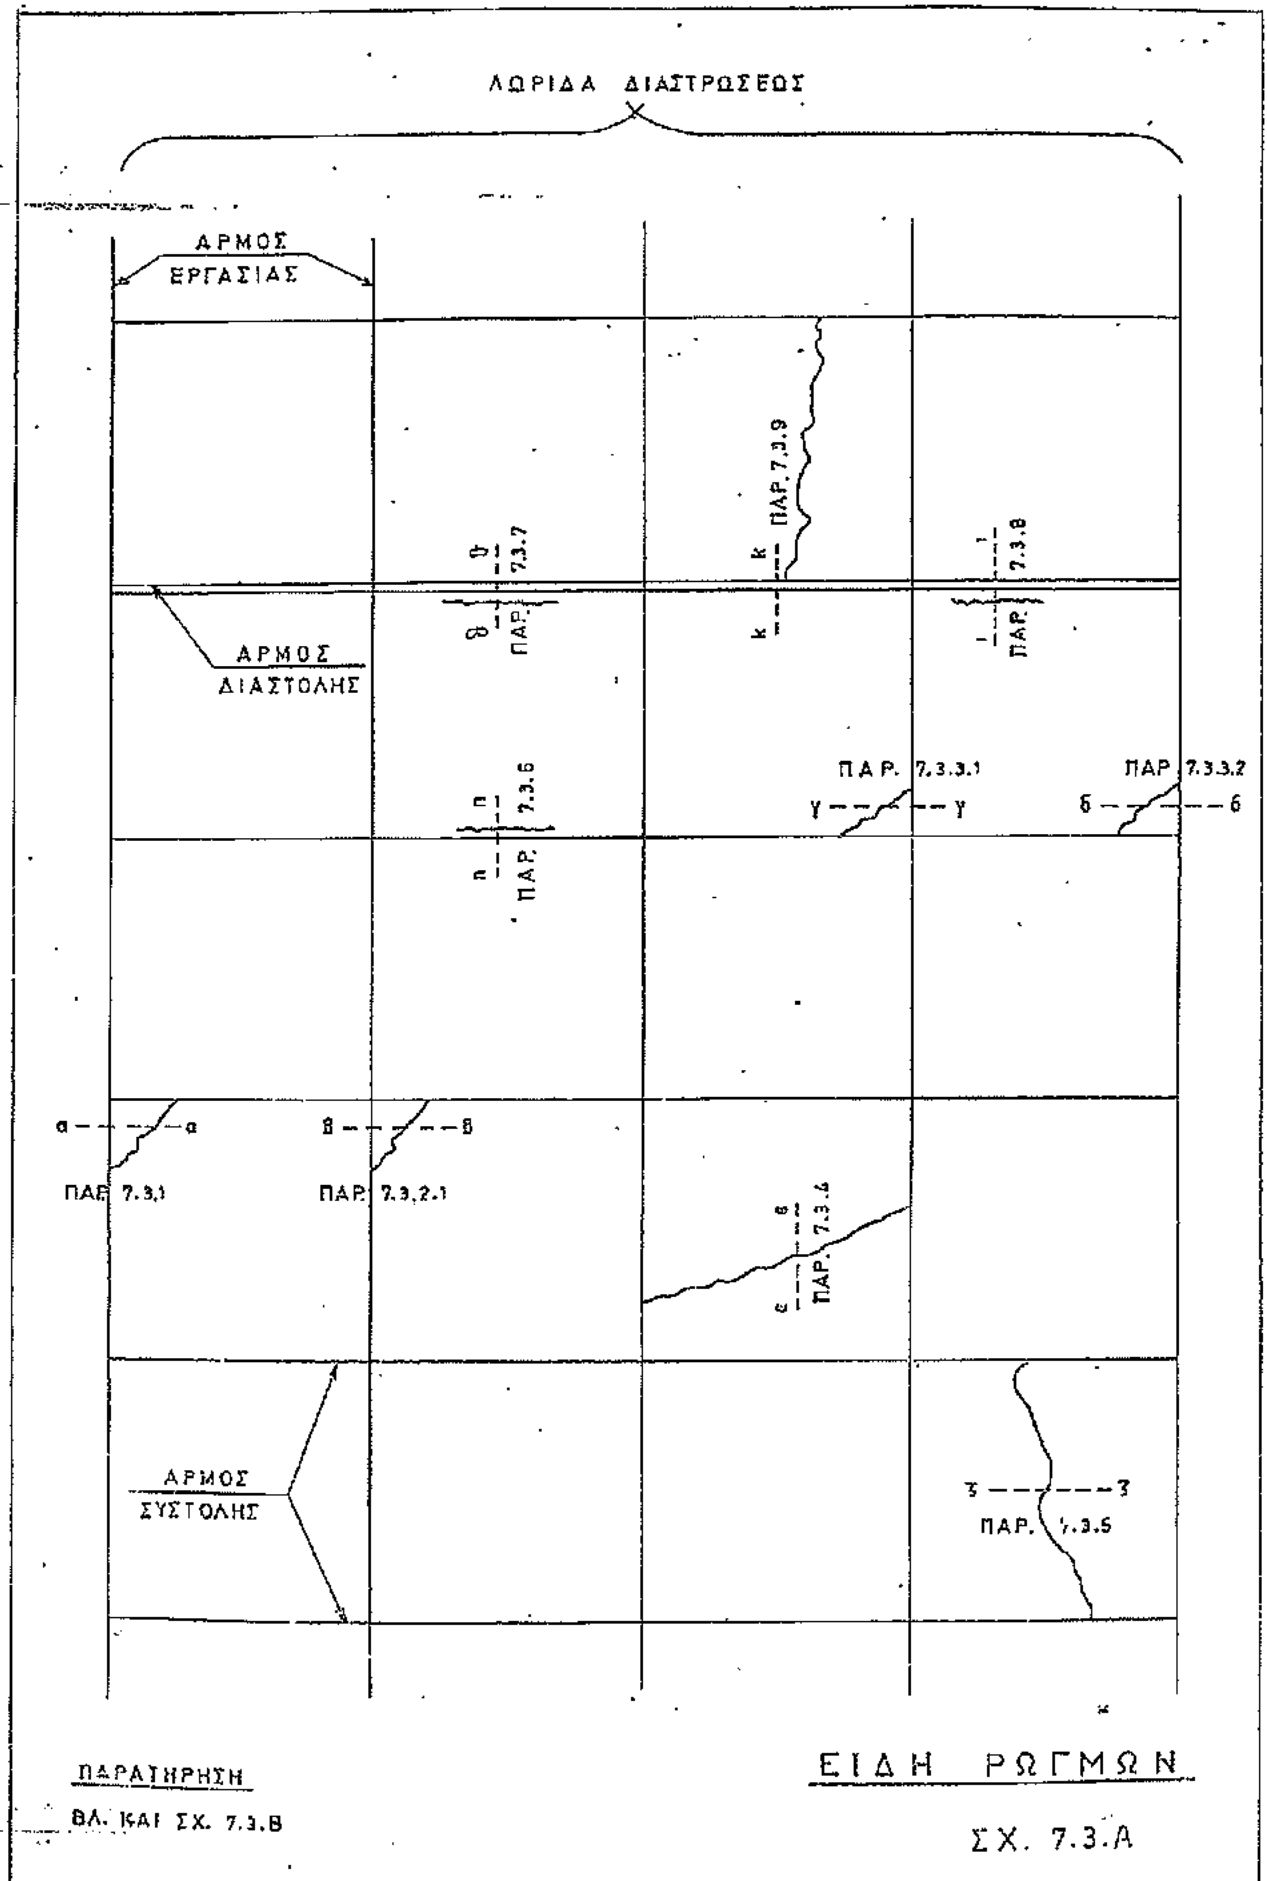 ΛΩΡΙΔΑ ΔΙΑΣΤΡΩΣΕΩΣ
ΑΡΜΟΣ
ΕΡΓΑΣΙΑΣ
ΠΑΡ. 7.3.9
k k
ϑ ϑ
ΠΑΡ. 7.3.7
ι ι
ΠΑΡ. 7.3.8
ΑΡΜΟΣ
ΔΙΑΣΤΟΛΗΣ
η η
ΠΑΡ. 7.3.6
ΠΑΡ. 7.3.3.1
γ γ
ΠΑΡ 7.3.3.2
δ δ
α α
ΠΑΡ 7.3.1
β β
ΠΑΡ 7.3.2.1
ε ε
ΠΑΡ. 7.3.4
ΑΡΜΟΣ
ΣΥΣΤΟΛΗΣ
ζ ζ
ΠΑΡ. 7.3.5
ΠΑΡΑΤΗΡΗΣΗ
ΒΛ. ΚΑΙ ΣΧ. 7.3.Β
ΕΙΔΗ ΡΩΓΜΩΝ
ΣΧ. 7.3.Α